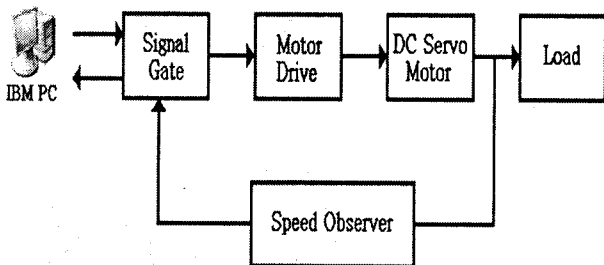 Signal
Gate
Motor
Drive
DC Servo
Motor
Load
IBM PC
Speed Observer